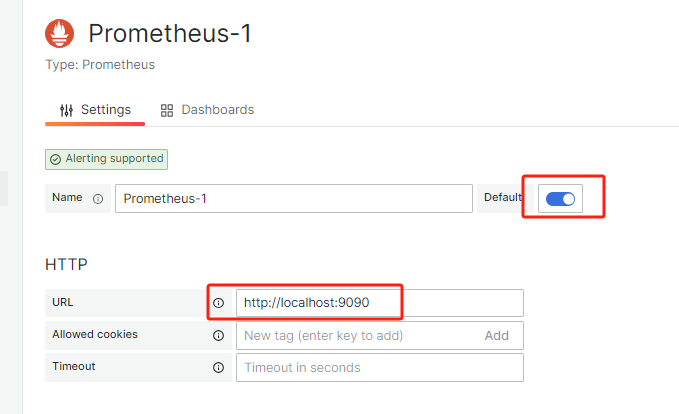 Prometheus-1
Type: Prometheus
Settings Dashboards
Alerting supported
Name Prometheus-1 Default
HTTP
URL http://localhost:9090
Allowed cookies New tag (enter key to add) Add
Timeout Timeout in seconds